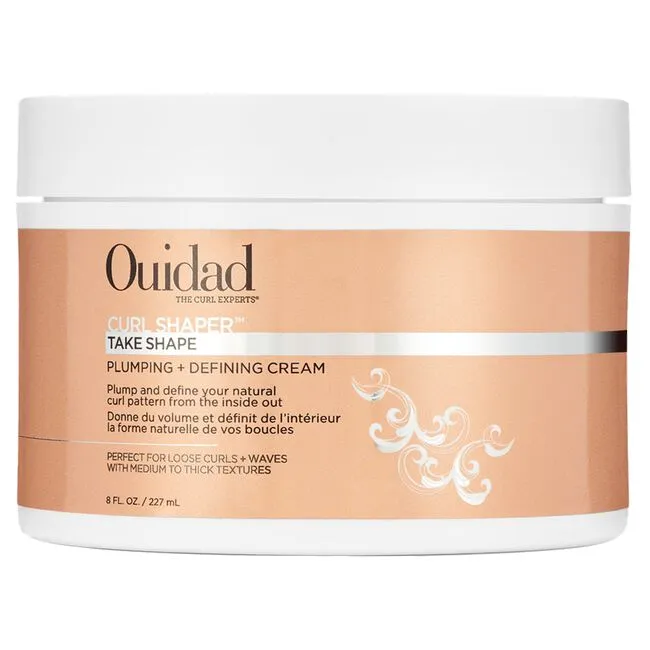 Ouidad
THE CURL EXPERTS®
CURL SHAPER™
TAKE SHAPE
PLUMPING + DEFINING CREAM
Plump and define your natural
curl pattern from the inside out
Donne du volume et définit de l'intérieur
la forme naturelle de vos boucles
PERFECT FOR LOOSE CURLS + WAVES
WITH MEDIUM TO THICK TEXTURES
8 FL. OZ. / 227 mL